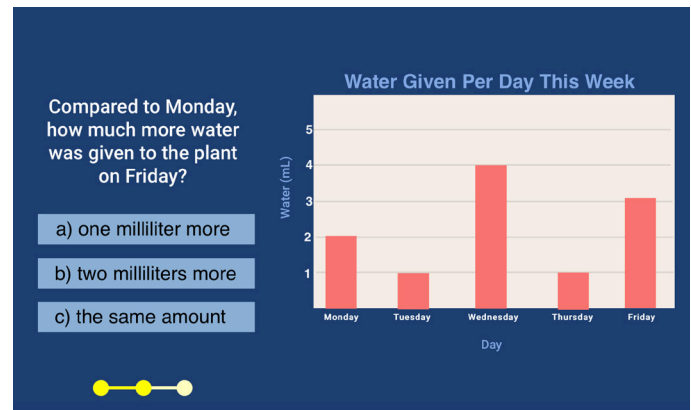 Compared to Monday,
how much more water
was given to the plant
on Friday?
a) one milliliter more
b) two milliliters more
c) the same amount
Water Given Per Day This Week
Water (mL)
5
4
3
2
1
Monday Tuesday Wednesday Thursday Friday
Day